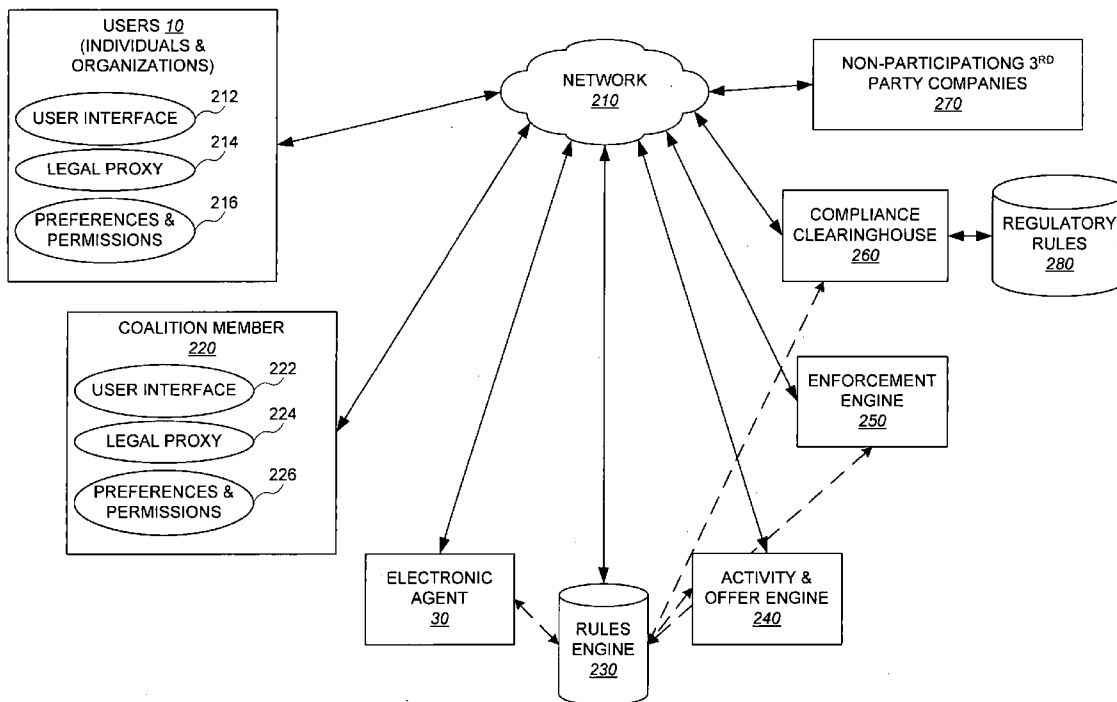 USERS 10
(INDIVIDUALS &
ORGANIZATIONS)
USER INTERFACE
212
LEGAL PROXY
214
PREFERENCES &
PERMISSIONS
216
NETWORK
210
NON-PARTICIPATIONG 3RD
PARTY COMPANIES
270
COMPLIANCE
CLEARINGHOUSE
260
REGULATORY
RULES
280
COALITION MEMBER
220
USER INTERFACE
222
LEGAL PROXY
224
PREFERENCES &
PERMISSIONS
226
ENFORCEMENT
ENGINE
250
ELECTRONIC
AGENT
30
RULES
ENGINE
230
ACTIVITY &
OFFER ENGINE
240